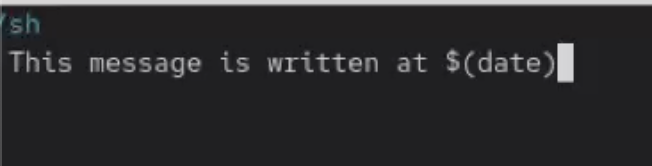 /sh
This message is written at $(date)